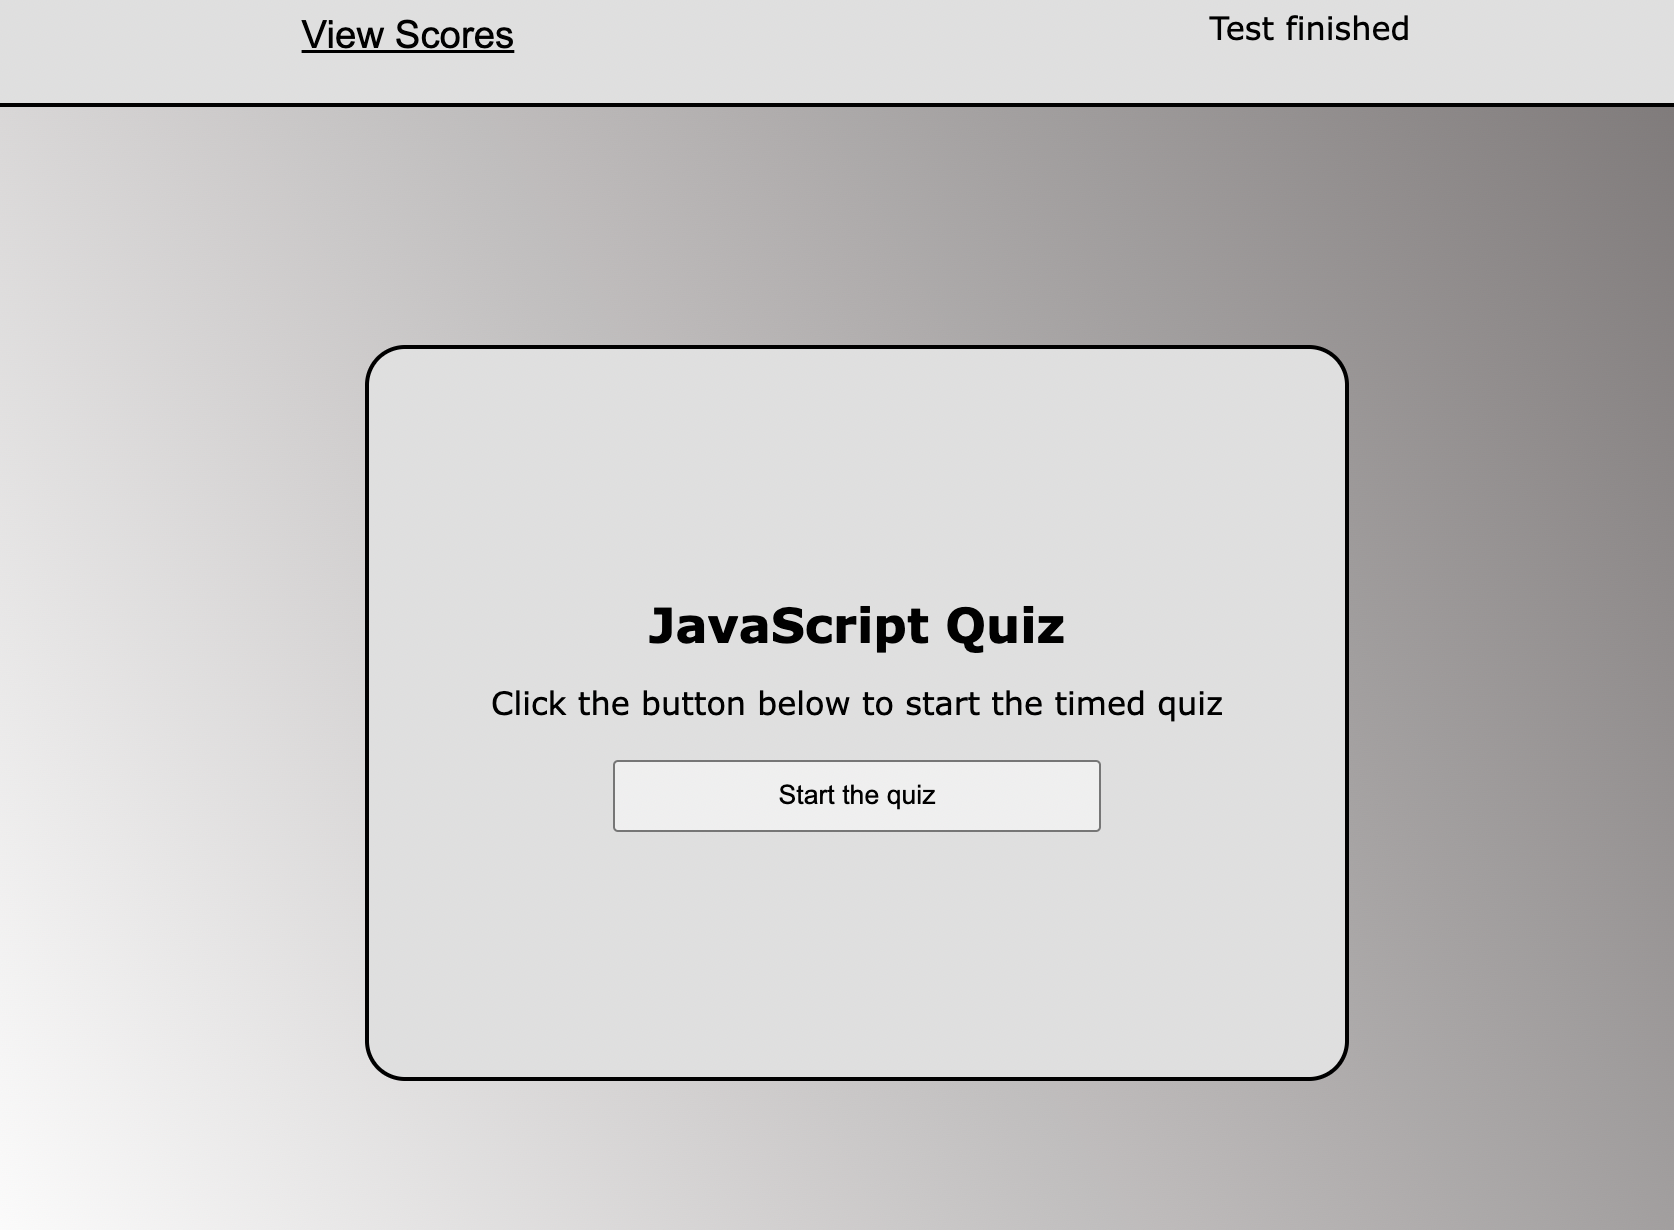 View Scores
Test finished
JavaScript Quiz
Click the button below to start the timed quiz
Start the quiz